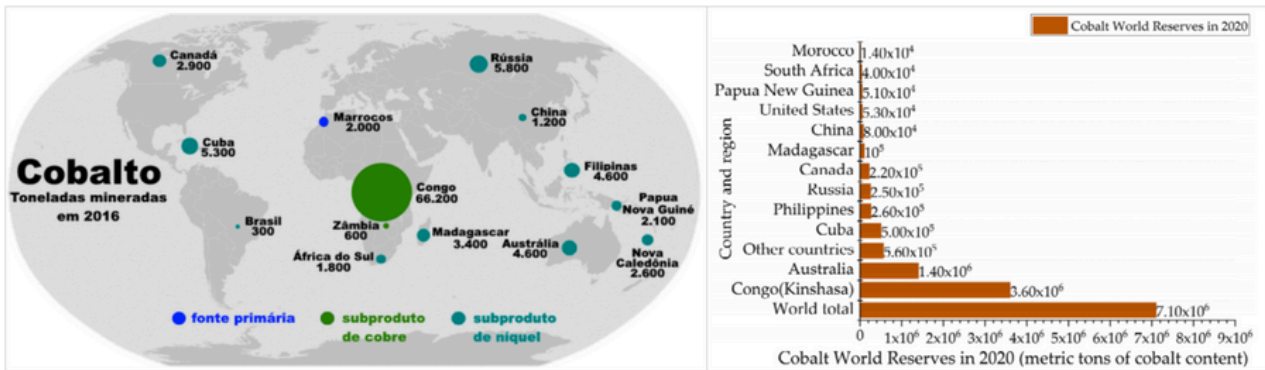 Cobalto
Toneladas mineradas
em 2016
Canadá
2.900
Rússia
5.800
China
1.200
Marrocos
2.000
Cuba
5.300
Filipinas
4.600
Congo
66.200
Papua
Nova Guiné
2.100
Brasil
300
Zâmbia
600
Madagascar
3.400
Austrália
4.600
Nova
Caledônia
2.600
África do Sul
1.800
fonte primária
subproduto
de cobre
subproduto
de níquel
Cobalt World Reserves in 2020
Country and region
Morocco 1.40x10⁴
South Africa 4.00x10⁴
Papua New Guinea 5.10x10⁴
United States 5.30x10⁴
China 8.00x10⁴
Madagascar 10⁵
Canada 2.20x10⁵
Russia 2.50x10⁵
Philippines 2.60x10⁵
Cuba 5.00x10⁵
Other countries 5.60x10⁵
Australia 1.40x10⁶
Congo(Kinshasa) 3.60x10⁶
World total 7.10x10⁶
0 1x10⁶ 2x10⁶ 3x10⁶ 4x10⁶ 5x10⁶ 6x10⁶ 7x10⁶ 8x10⁶ 9x10⁶
Cobalt World Reserves in 2020 (metric tons of cobalt content)